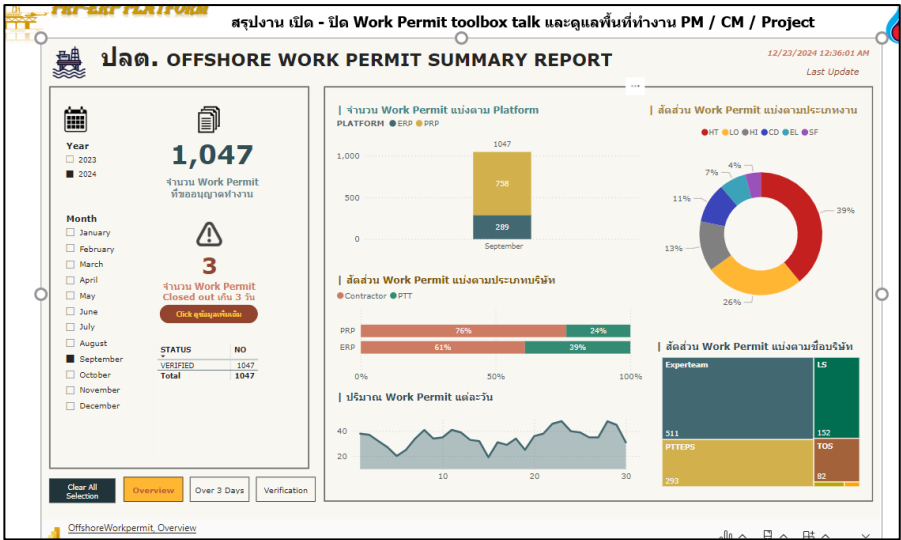 PRP-ERP PLATFORM
สรุปงาน เปิด - ปิด Work Permit toolbox talk และดูแลพื้นที่ทำงาน PM / CM / Project
ปลต. OFFSHORE WORK PERMIT SUMMARY REPORT
12/23/2024 12:36:01 AM
Last Update
Year
2023
2024
1,047
จำนวน Work Permit
ที่ขออนุญาตทำงาน
Month
January
February
March
April
May
June
July
August
September
October
November
December
3
จำนวน Work Permit
Closed out เกิน 3 วัน
Click ดูข้อมูลเพิ่มเติม
STATUS NO
VERIFIED 1047
Total 1047
Clear All
Selection
Overview
Over 3 Days
Verification
| จำนวน Work Permit แบ่งตาม Platform
PLATFORM ERP PRP
1,000
500
0
1047
738
289
September
| สัดส่วน Work Permit แบ่งตามประเภทบริษัท
Contractor PTT
PRP 76% 24%
ERP 61% 39%
0% 50% 100%
| ปริมาณ Work Permit แต่ละวัน
40
20
10 20 30
| สัดส่วน Work Permit แบ่งตามประเภทงาน
HT LO HI CD EL SF
4%
7%
11%
13%
26%
39%
| สัดส่วน Work Permit แบ่งตามชื่อบริษัท
Experteam
511
LS
152
PTTEPS
293
TOS
82
OffshoreWorkpermit, Overview